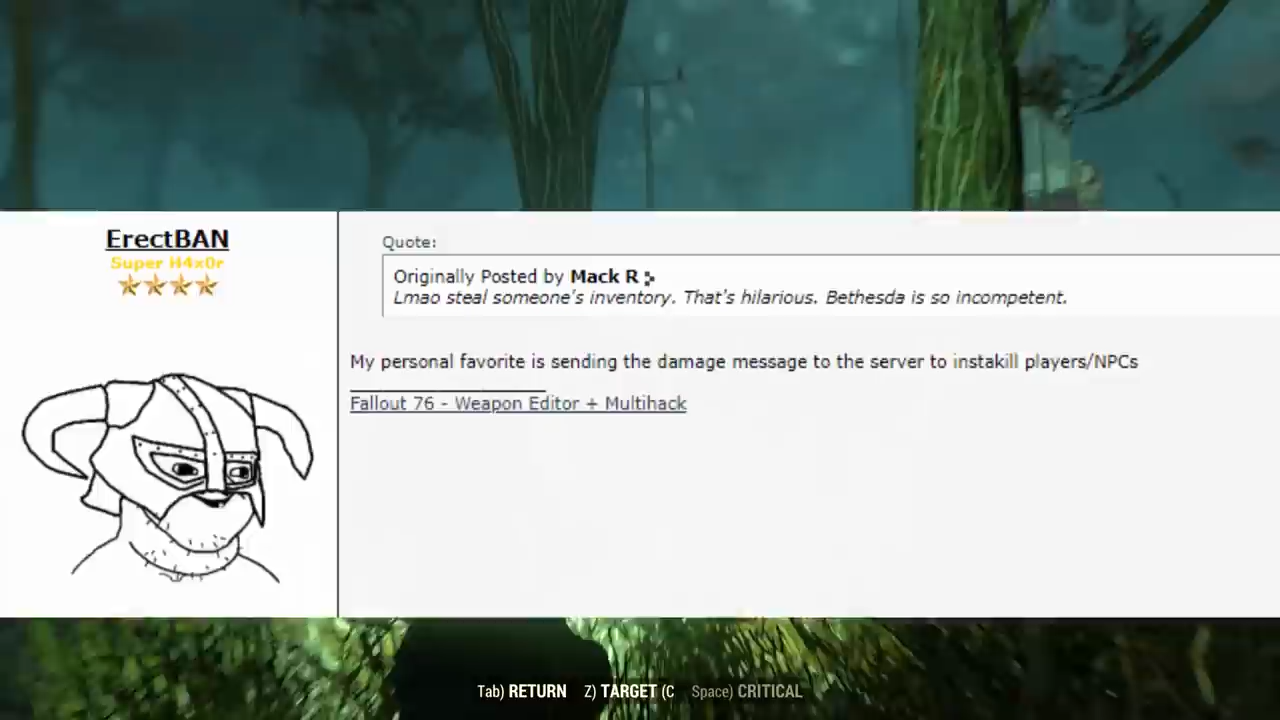 ErectBAN
Super H4x0r
Quote:
Originally Posted by Mack R
Lmao steal someone's inventory. That's hilarious. Bethesda is so incompetent.
My personal favorite is sending the damage message to the server to instakill players/NPCs
Fallout 76 - Weapon Editor + Multihack
Tab) RETURN Z) TARGET (C Space) CRITICAL